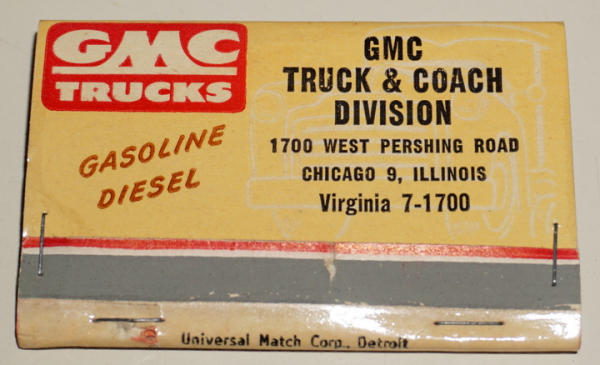 GMC
TRUCKS
GASOLINE
DIESEL
GMC
TRUCK & COACH
DIVISION
1700 WEST PERSHING ROAD
CHICAGO 9, ILLINOIS
Virginia 7-1700
Universal Match Corp., Detroit